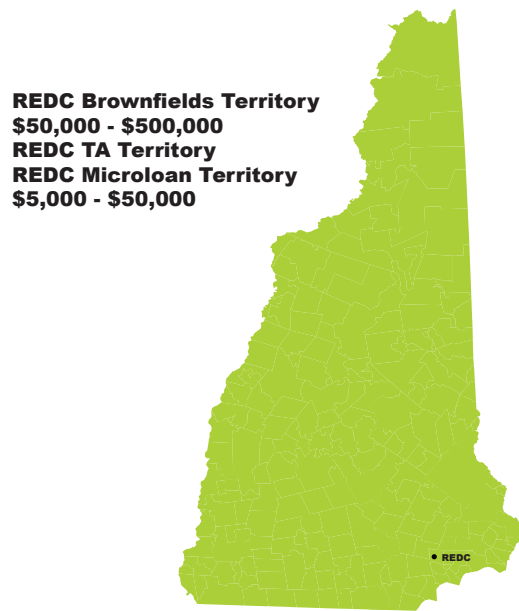 REDC Brownfields Territory
$50,000 - $500,000
REDC TA Territory
REDC Microloan Territory
$5,000 - $50,000
REDC